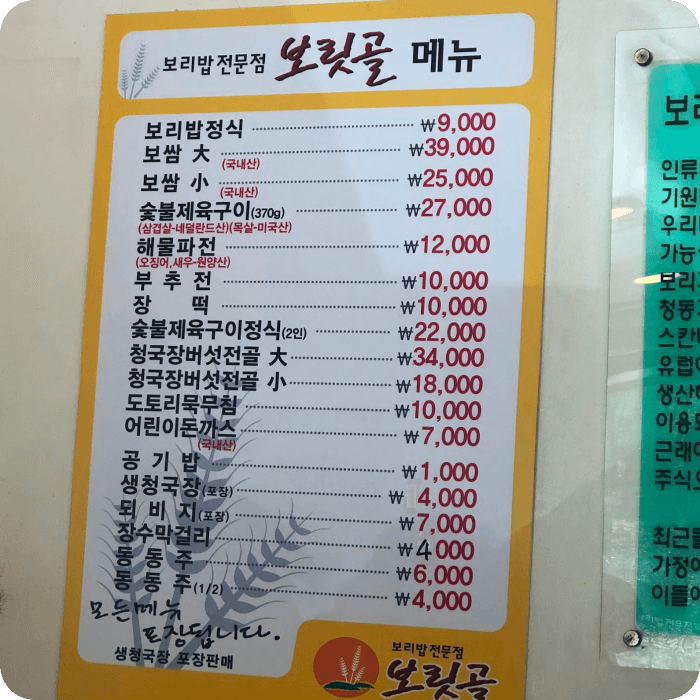 보리밥전문점 보릿골 메뉴
보리밥정식 ₩9,000
보쌈 大 ₩39,000
(국내산)
보쌈 小 ₩25,000
(국내산)
숯불제육구이(370g) ₩27,000
(삼겹살-네덜란드산)(목살-미국산)
해물파전 ₩12,000
(오징어,새우-원양산)
부추전 ₩10,000
장떡 ₩10,000
숯불제육구이정식(2인) ₩22,000
청국장버섯전골 大 ₩34,000
청국장버섯전골 小 ₩18,000
도토리묵무침 ₩10,000
어린이돈까스 ₩7,000
(국내산)
공기밥 ₩1,000
생청국장(포장) ₩4,000
되비지(포장) ₩7,000
장수막걸리 ₩4000
동동주 ₩6,000
동동주(1/2) ₩4,000
모든메뉴
포장됩니다.
생청국장 포장판매
보리밥전문점
보릿골
보리
인류
기원
우리
가능
보리
청동
스칸
유럽
생산
이용되
근래
주식으
최근들
가정
이들